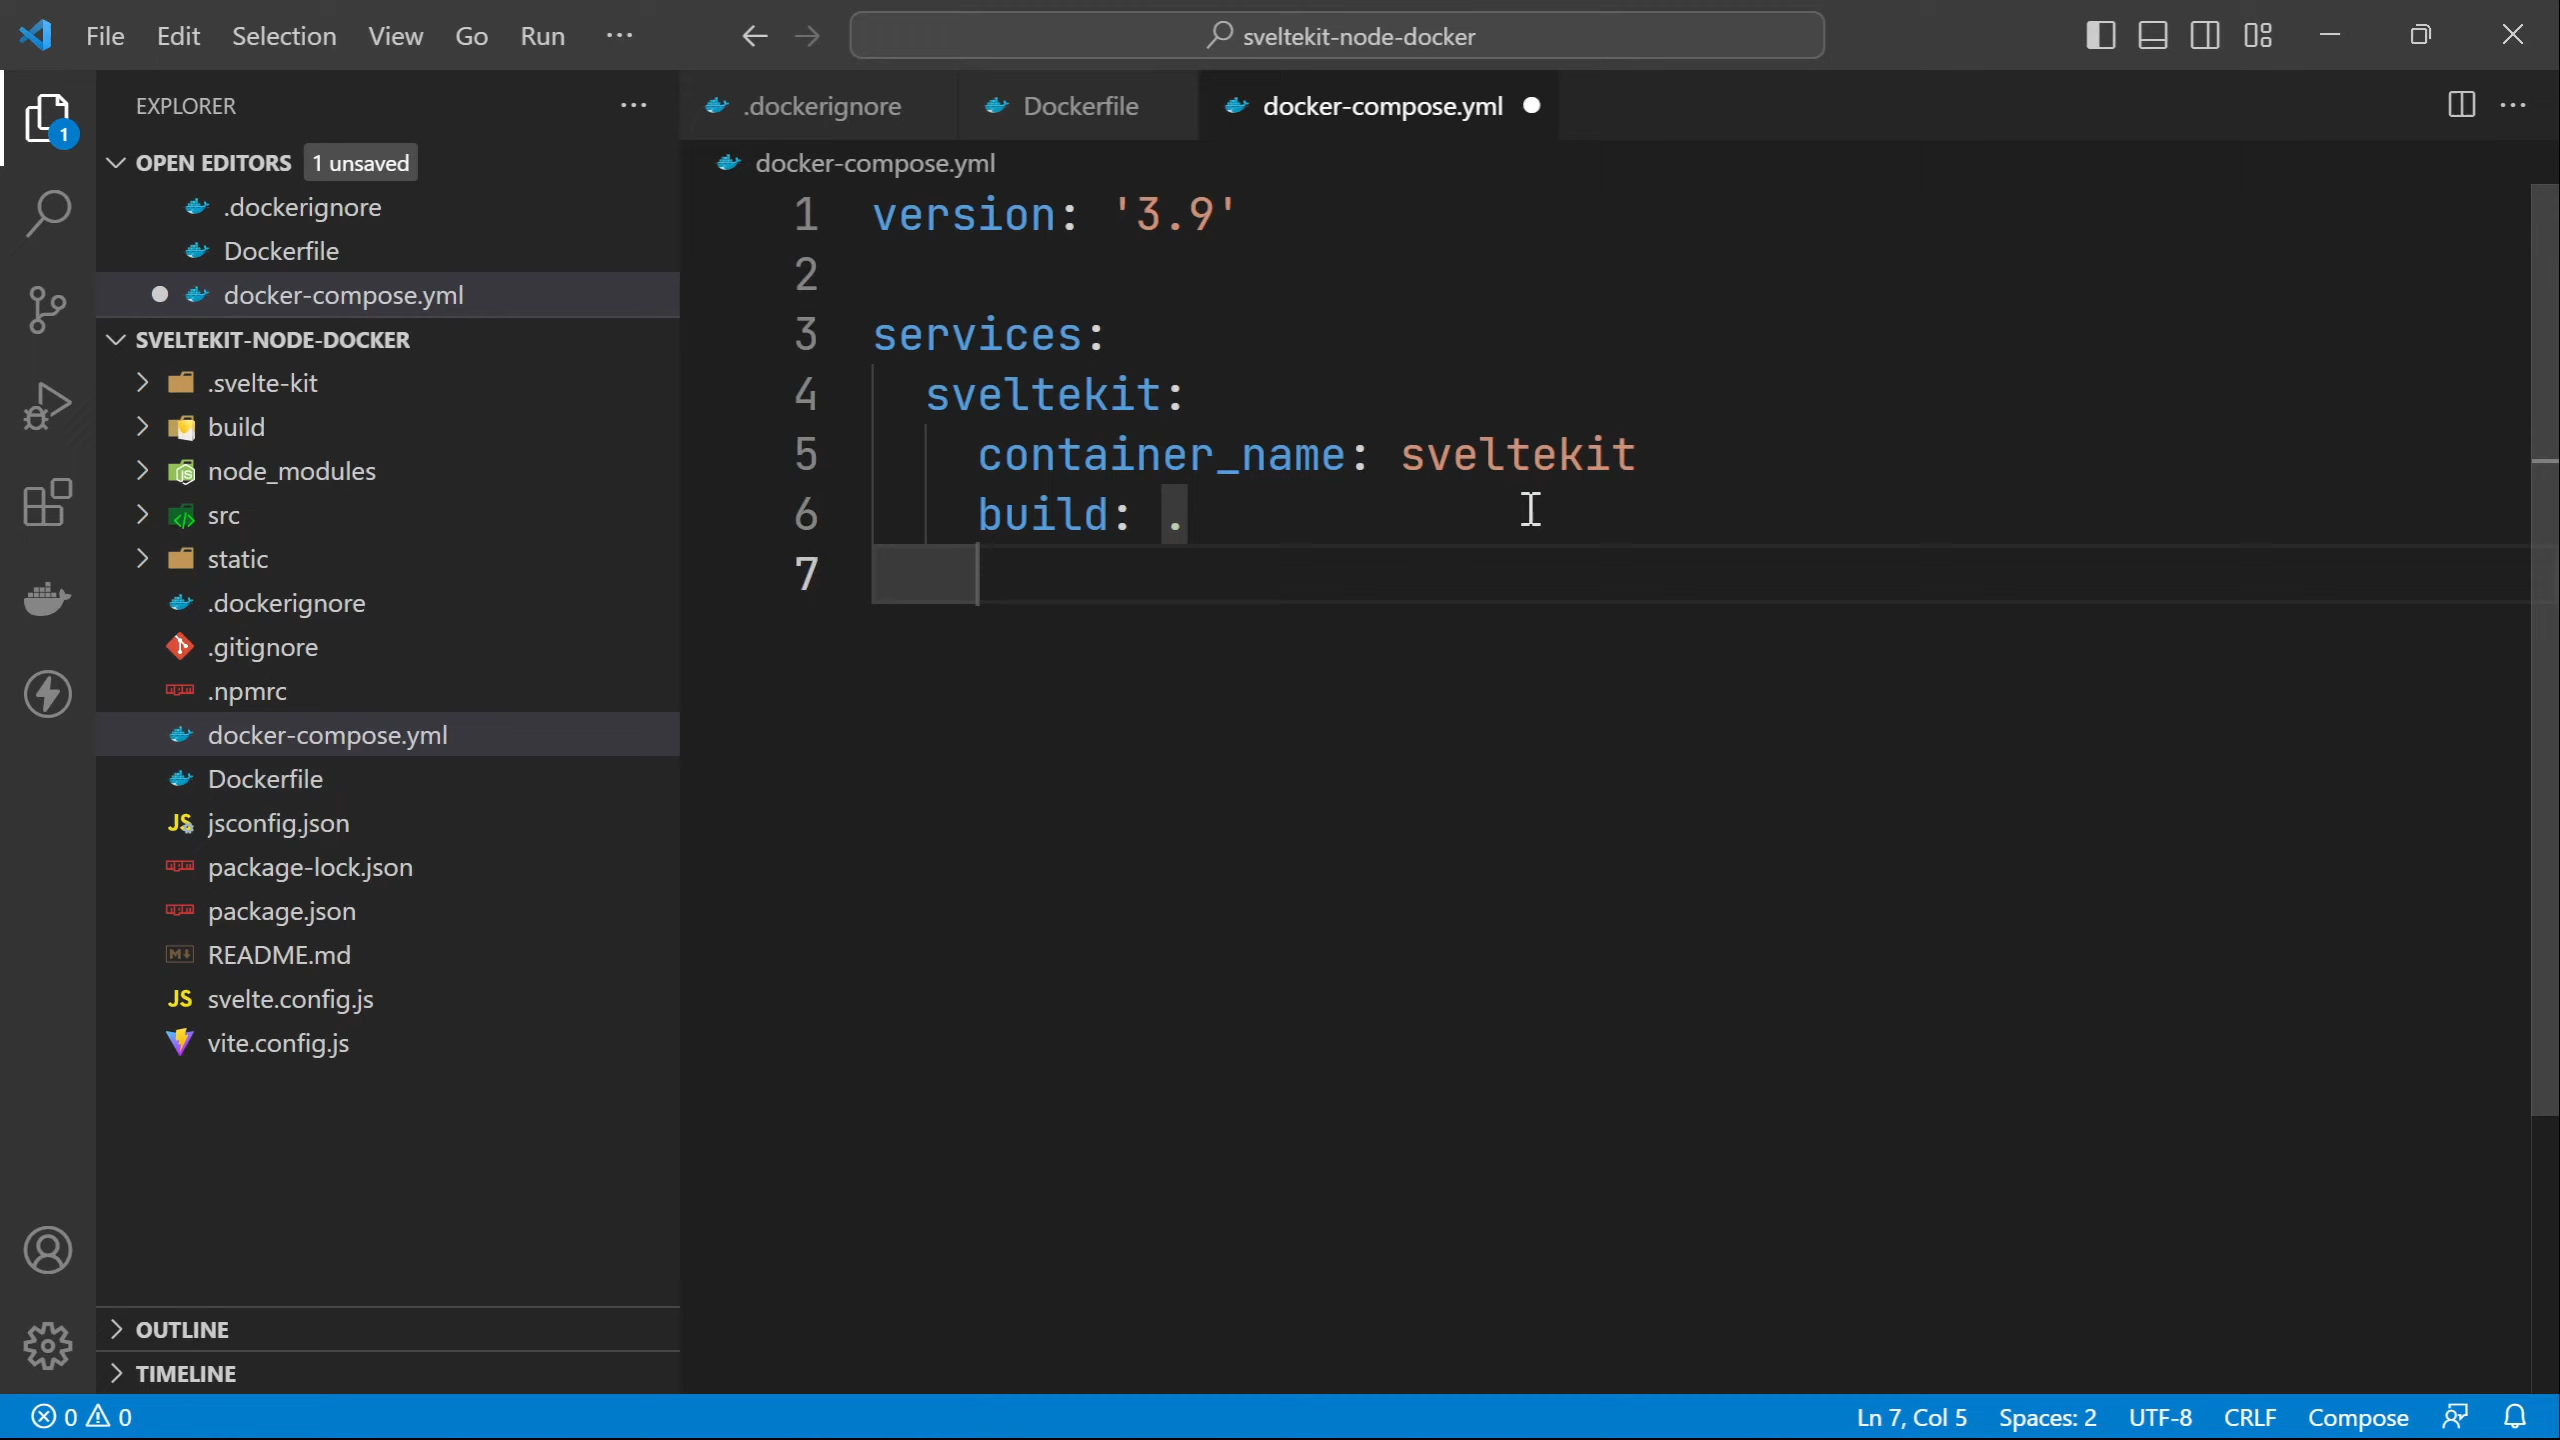 File Edit Selection View Go Run ··· sveltekit-node-docker
EXPLORER ···
1
OPEN EDITORS 1 unsaved
.dockerignore
Dockerfile
docker-compose.yml
SVELTEKIT-NODE-DOCKER
.svelte-kit
build
node_modules
src
static
.dockerignore
.gitignore
.npmrc
docker-compose.yml
Dockerfile
jsconfig.json
package-lock.json
package.json
README.md
svelte.config.js
vite.config.js
OUTLINE
TIMELINE
.dockerignore Dockerfile docker-compose.yml
docker-compose.yml
1 version: '3.9'
2
3 services:
4 sveltekit:
5 container_name: sveltekit
6 build: .
7
0 0 Ln 7, Col 5 Spaces: 2 UTF-8 CRLF Compose